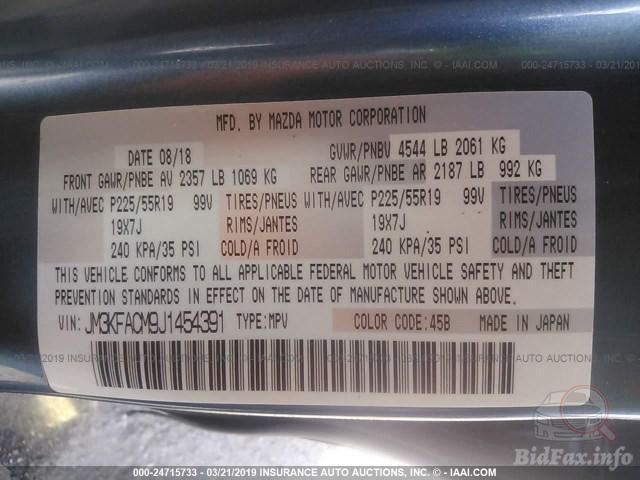 000-24715733 - 03/21/2019 INSURANCE AUTO AUCTIONS, INC. - © - IAAI.COM
MFD. BY MAZDA MOTOR CORPORATION
DATE 08/18 GVWR/PNBV 4544 LB 2061 KG
FRONT GAWR/PNBE AV 2357 LB 1069 KG REAR GAWR/PNBE AR 2187 LB 992 KG
WITH/AVEC P225/55R19 99V TIRES/PNEUS WITH/AVEC P225/55R19 99V TIRES/PNEUS
19X7J RIMS/JANTES 19X7J RIMS/JANTES
240 KPA/35 PSI COLD/A FROID 240 KPA/35 PSI COLD/A FROID
THIS VEHICLE CONFORMS TO ALL APPLICABLE FEDERAL MOTOR VEHICLE SAFETY AND THEFT
PREVENTION STANDARDS IN EFFECT ON THE DATE OF MANUFACTURE SHOWN ABOVE.
VIN: JM3KFACM9J1454391 TYPE:MPV COLOR CODE:45B MADE IN JAPAN
000-24715733 - 03/21/2019 INSURANCE AUTO AUCTIONS, INC. - © - IAAI.COM
BidFax.info